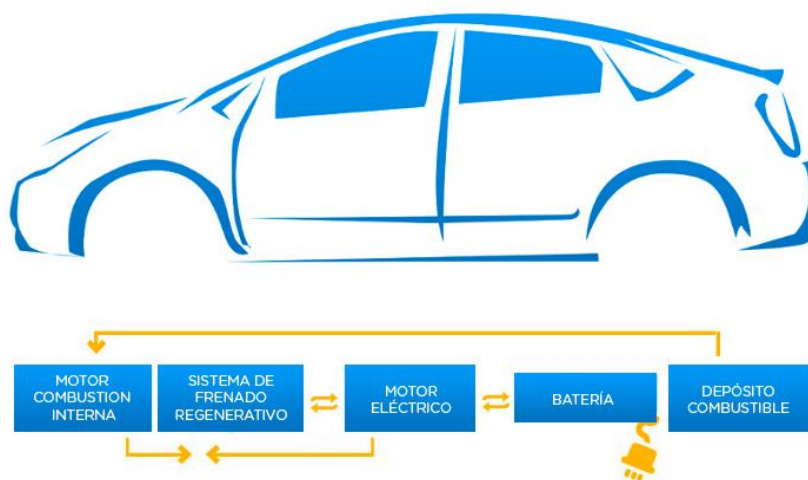 MOTOR
COMBUSTION
INTERNA
SISTEMA DE
FRENADO
REGENERATIVO
MOTOR
ELÉCTRICO
BATERÍA
DEPÓSITO
COMBUSTIBLE